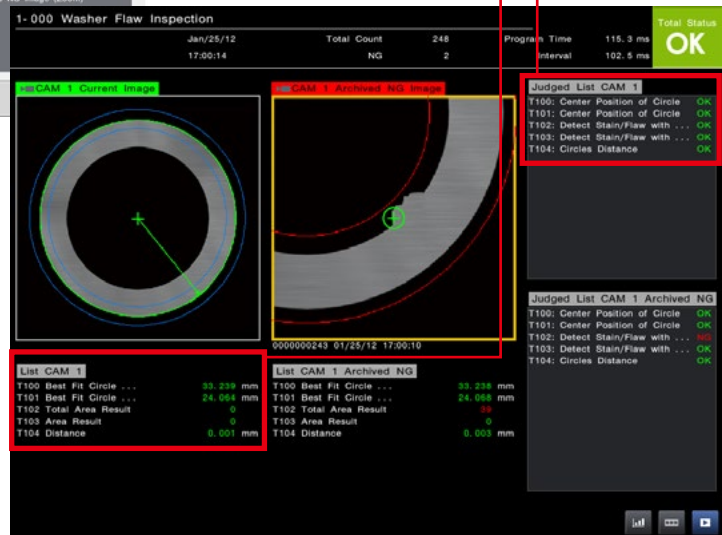 1- 000 Washer Flaw Inspection
Total Status
OK
Jan/25/12 Total Count 248 Program Time 115.3 ms
17:00:14 NG 2 Interval 102.5 ms
CAM 1 Current Image
CAM 1 Archived NG Image
Judged List CAM 1
T100: Center Position of Circle OK
T101: Center Position of Circle OK
T102: Detect Stain/Flaw with ... OK
T103: Detect Stain/Flaw with ... OK
T104: Circles Distance OK
Judged List CAM 1 Archived NG
T100: Center Position of Circle OK
T101: Center Position of Circle OK
T102: Detect Stain/Flaw with ... NG
T103: Detect Stain/Flaw with ... OK
T104: Circles Distance OK
0000000243 01/25/12 17:00:10
List CAM 1
T100 Best Fit Circle ... 33.239 mm
T101 Best Fit Circle ... 24.064 mm
T102 Total Area Result 0
T103 Area Result 0
T104 Distance 0.001 mm
List CAM 1 Archived NG
T100 Best Fit Circle ... 33.238 mm
T101 Best Fit Circle ... 24.068 mm
T102 Total Area Result 39
T103 Area Result 0
T104 Distance 0.003 mm